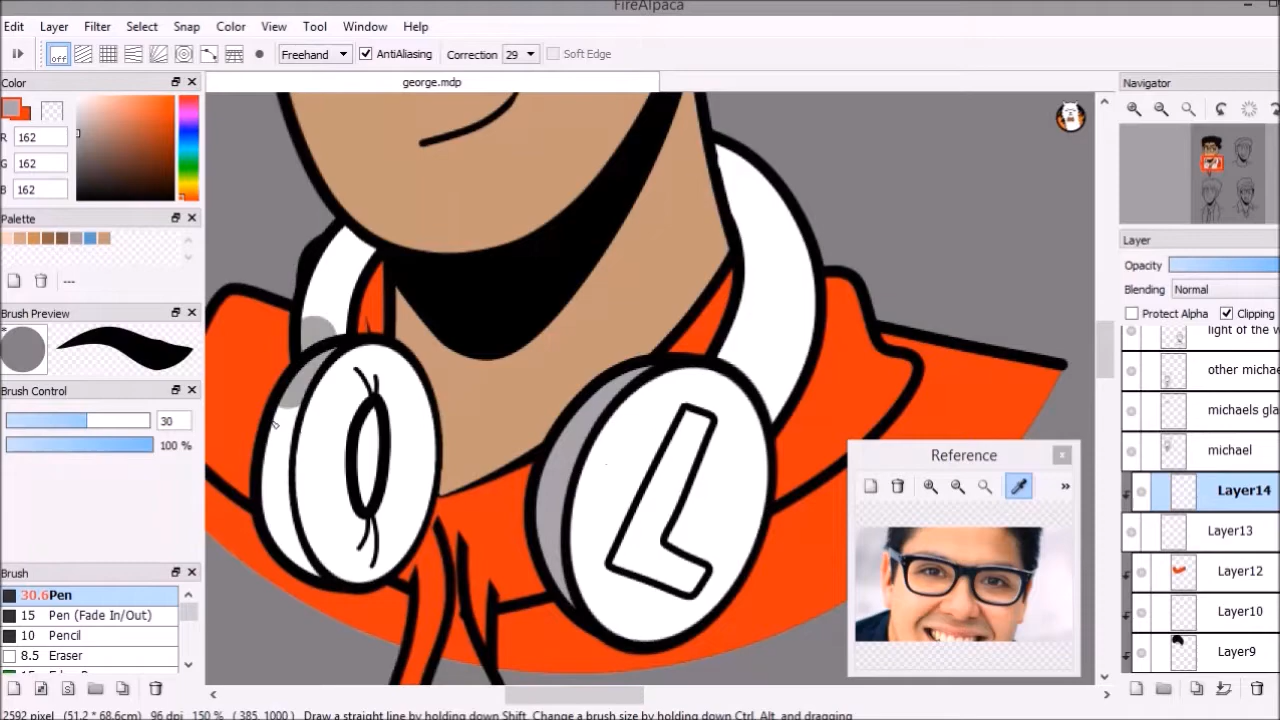 FireAlpaca
Edit Layer Filter Select Snap Color View Tool Window Help
off Freehand AntiAliasing Correction 29 Soft Edge
Color
george.mdp
Navigator
R 162
G 162
B 162
Palette
---
Layer
Opacity
Blending Normal
Protect Alpha Clipping
Brush Preview
light of the w
other micha
michaels gla
michael
Brush Control
30
100 %
O
L
Reference
»
Layer14
Layer13
Layer12
Layer10
Layer9
Brush
30.6 Pen
15 Pen (Fade In/Out)
10 Pencil
8.5 Eraser
2592 pixel (51.2 * 68.6cm) 96 dpi 150 % ( 385, 1000 ) Draw a straight line by holding down Shift, Change a brush size by holding down Ctrl, Alt, and dragging